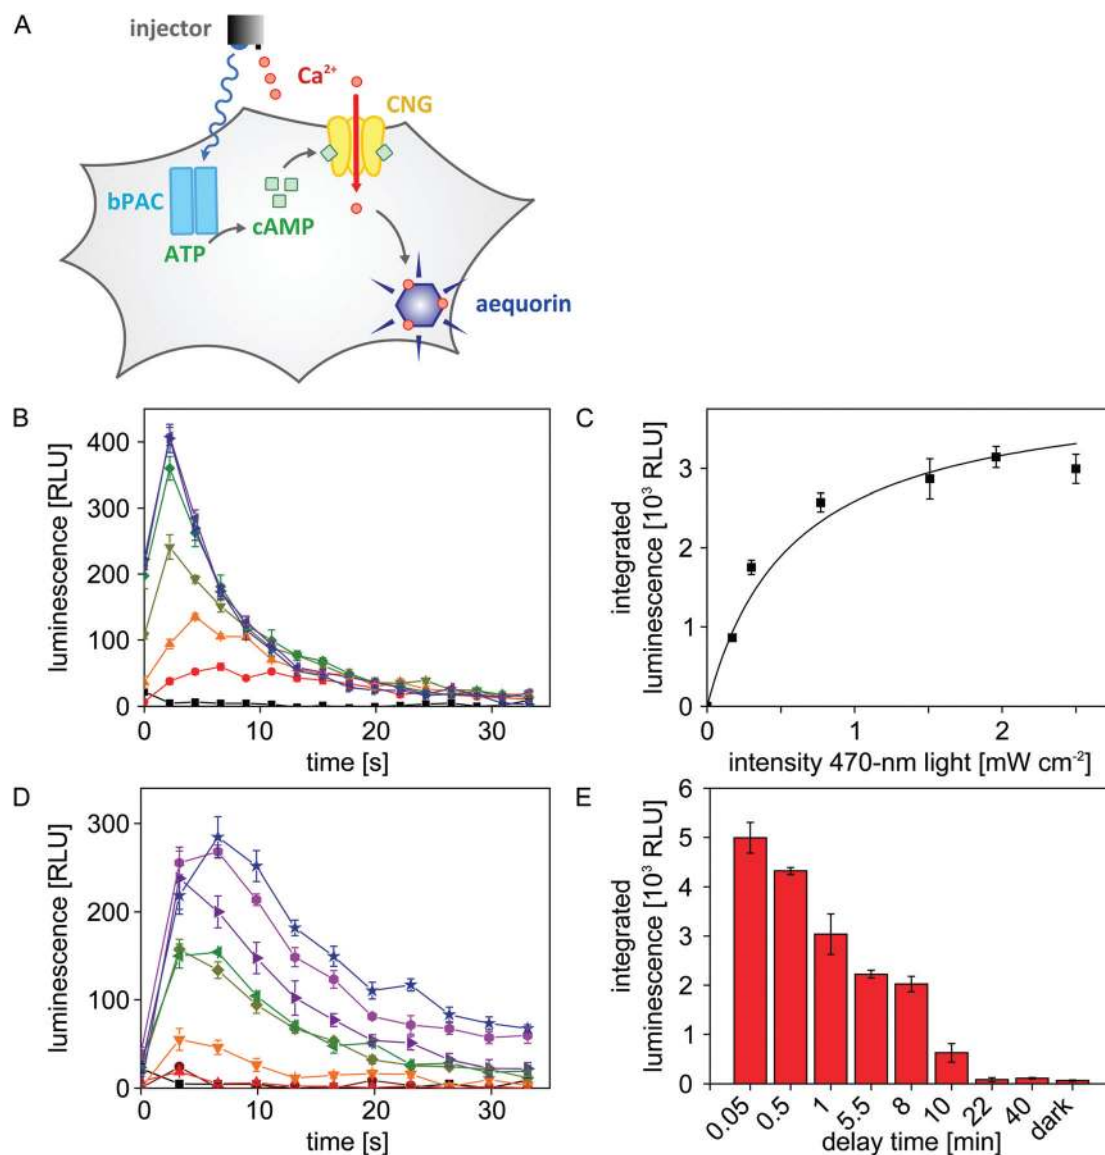 A
injector
Ca²⁺
CNG
bPAC
cAMP
ATP
aequorin
B
luminescence [RLU]
400
300
200
100
0
0 10 20 30
time [s]
C
integrated
luminescence [10³ RLU]
3
2
1
0
0 1 2
intensity 470-nm light [mW cm⁻²]
D
luminescence [RLU]
300
200
100
0
0 10 20 30
time [s]
E
integrated
luminescence [10³ RLU]
6
5
4
3
2
1
0
0.05 0.5 1 5.5 8 10 22 40 dark
delay time [min]